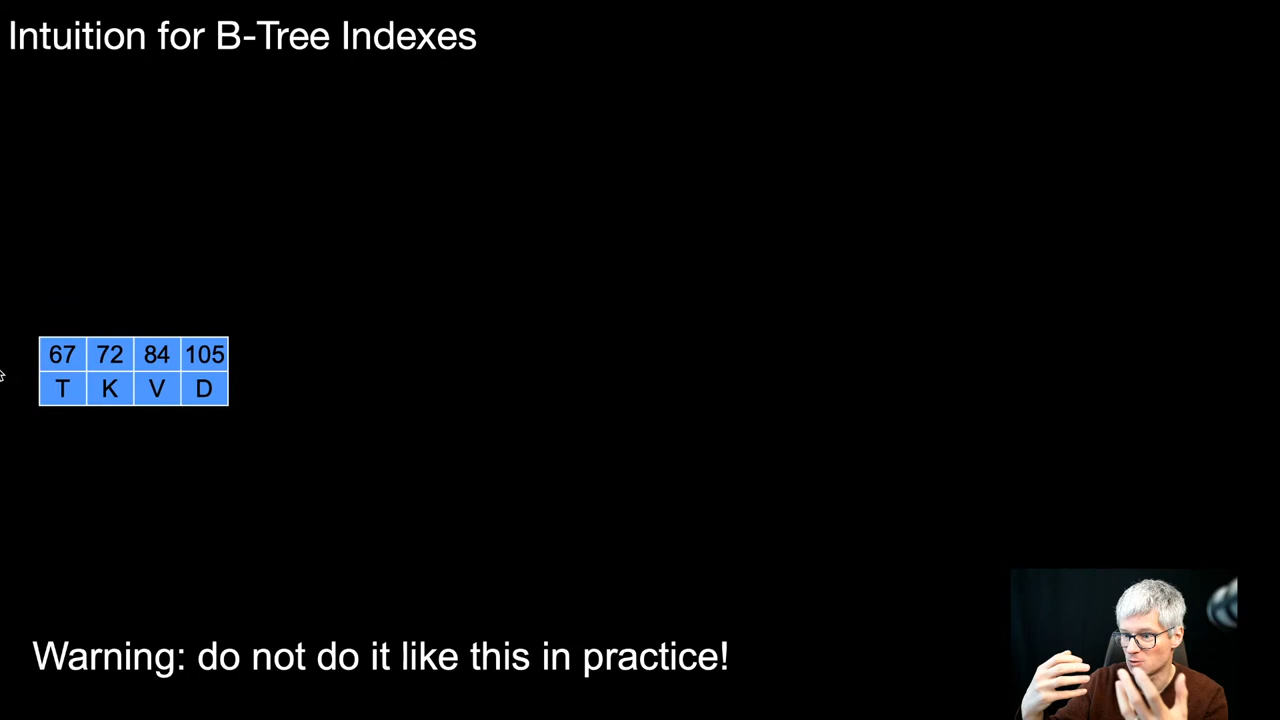 Intuition for B-Tree Indexes
67 72 84 105
T K V D
Warning: do not do it like this in practice!